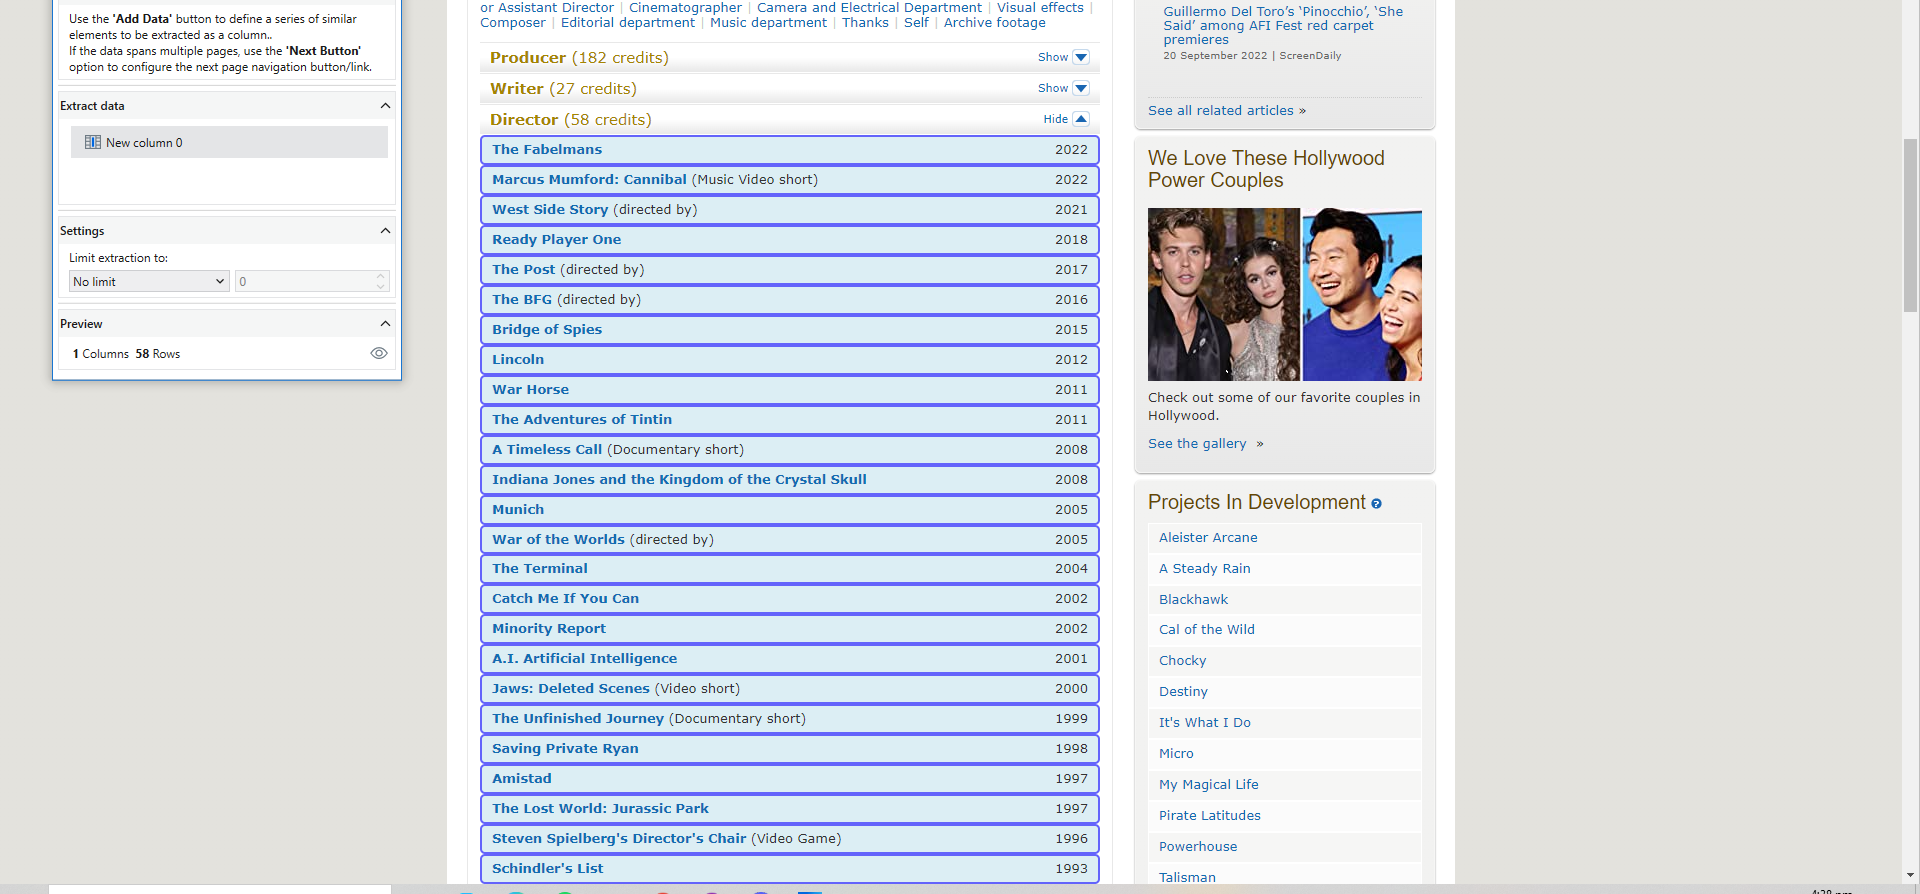 Use the 'Add Data' button to define a series of similar
elements to be extracted as a column..
If the data spans multiple pages, use the 'Next Button'
option to configure the next page navigation button/link.
Extract data
New column 0
Settings
Limit extraction to:
No limit
0
Preview
1 Columns 58 Rows
or Assistant Director | Cinematographer | Camera and Electrical Department | Visual effects |
Composer | Editorial department | Music department | Thanks | Self | Archive footage
Producer (182 credits) Show
Writer (27 credits) Show
Director (58 credits) Hide
The Fabelmans 2022
Marcus Mumford: Cannibal (Music Video short) 2022
West Side Story (directed by) 2021
Ready Player One 2018
The Post (directed by) 2017
The BFG (directed by) 2016
Bridge of Spies 2015
Lincoln 2012
War Horse 2011
The Adventures of Tintin 2011
A Timeless Call (Documentary short) 2008
Indiana Jones and the Kingdom of the Crystal Skull 2008
Munich 2005
War of the Worlds (directed by) 2005
The Terminal 2004
Catch Me If You Can 2002
Minority Report 2002
A.I. Artificial Intelligence 2001
Jaws: Deleted Scenes (Video short) 2000
The Unfinished Journey (Documentary short) 1999
Saving Private Ryan 1998
Amistad 1997
The Lost World: Jurassic Park 1997
Steven Spielberg's Director's Chair (Video Game) 1996
Schindler's List 1993
Guillermo Del Toro's 'Pinocchio', 'She
Said' among AFI Fest red carpet
premieres
20 September 2022 | ScreenDaily
See all related articles »
We Love These Hollywood
Power Couples
Check out some of our favorite couples in
Hollywood.
See the gallery »
Projects In Development ?
Aleister Arcane
A Steady Rain
Blackhawk
Cal of the Wild
Chocky
Destiny
It's What I Do
Micro
My Magical Life
Pirate Latitudes
Powerhouse
Talisman